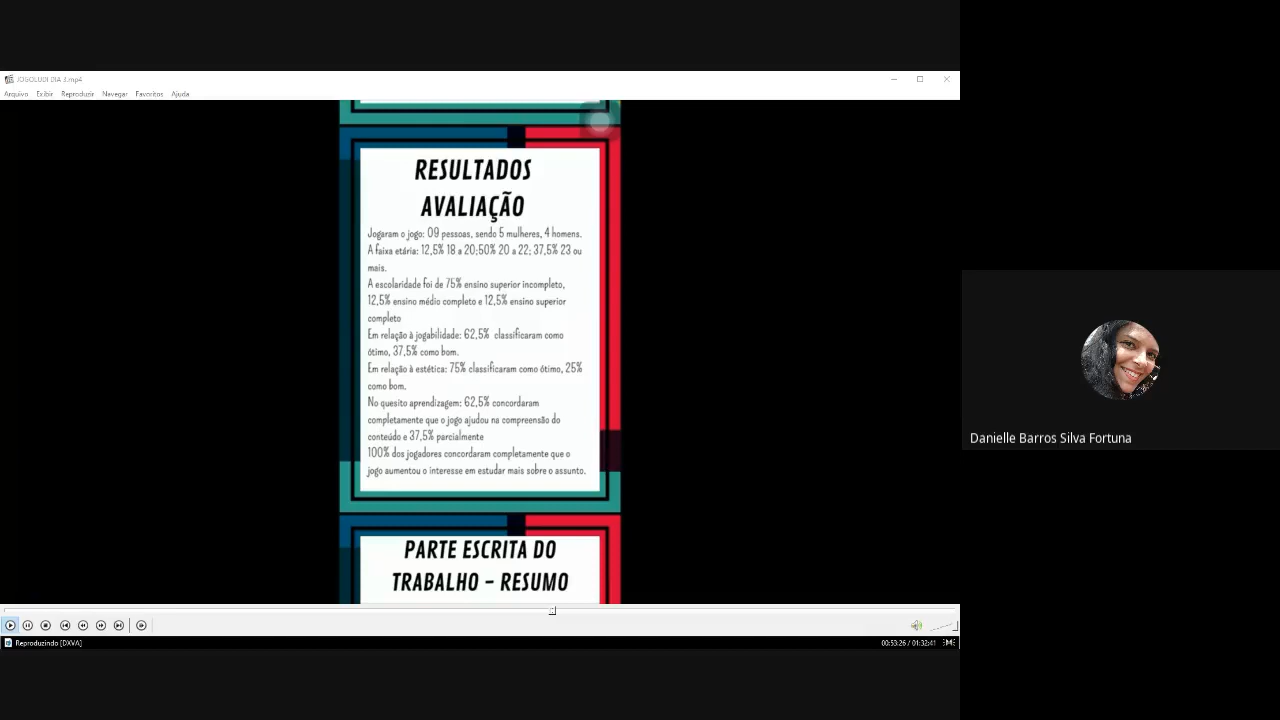 JOGOLUDI DIA 3.mp4
Arquivo Exibir Reproduzir Navegar Favoritos Ajuda
RESULTADOS
AVALIAÇÃO
Jogaram o jogo: 09 pessoas, sendo 5 mulheres, 4 homens.
A faixa etária: 12,5% 18 a 20;50% 20 a 22; 37,5% 23 ou
mais.
A escolaridade foi de 75% ensino superior incompleto,
12,5% ensino médio completo e 12,5% ensino superior
completo
Em relação à jogabilidade: 62,5% classificaram como
ótimo, 37,5% como bom.
Em relação à estética: 75% classificaram como ótimo, 25%
como bom.
No quesito aprendizagem: 62,5% concordaram
completamente que o jogo ajudou na compreensão do
conteúdo e 37,5% parcialmente
100% dos jogadores concordaram completamente que o
jogo aumentou o interesse em estudar mais sobre o assunto.
PARTE ESCRITA DO
TRABALHO - RESUMO
Danielle Barros Silva Fortuna
Reproduzindo [DXVA]
00:53:26 / 01:32:41